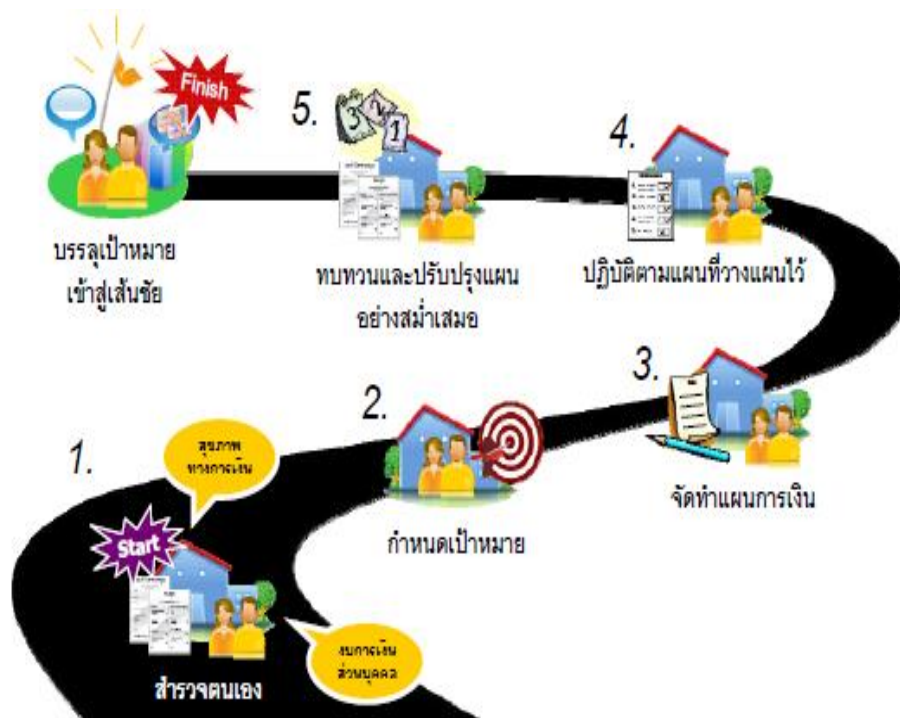 1.
สุขภาพ
ทางการเงิน
Start
งบการเงิน
ส่วนบุคคล
สำรวจตนเอง
2.
กำหนดเป้าหมาย
3.
จัดทำแผนการเงิน
4.
ปฏิบัติตามแผนที่วางแผนไว้
5.
3 2 1
ทบทวนและปรับปรุงแผน
อย่างสม่ำเสมอ
Finish
บรรลุเป้าหมาย
เข้าสู่เส้นชัย